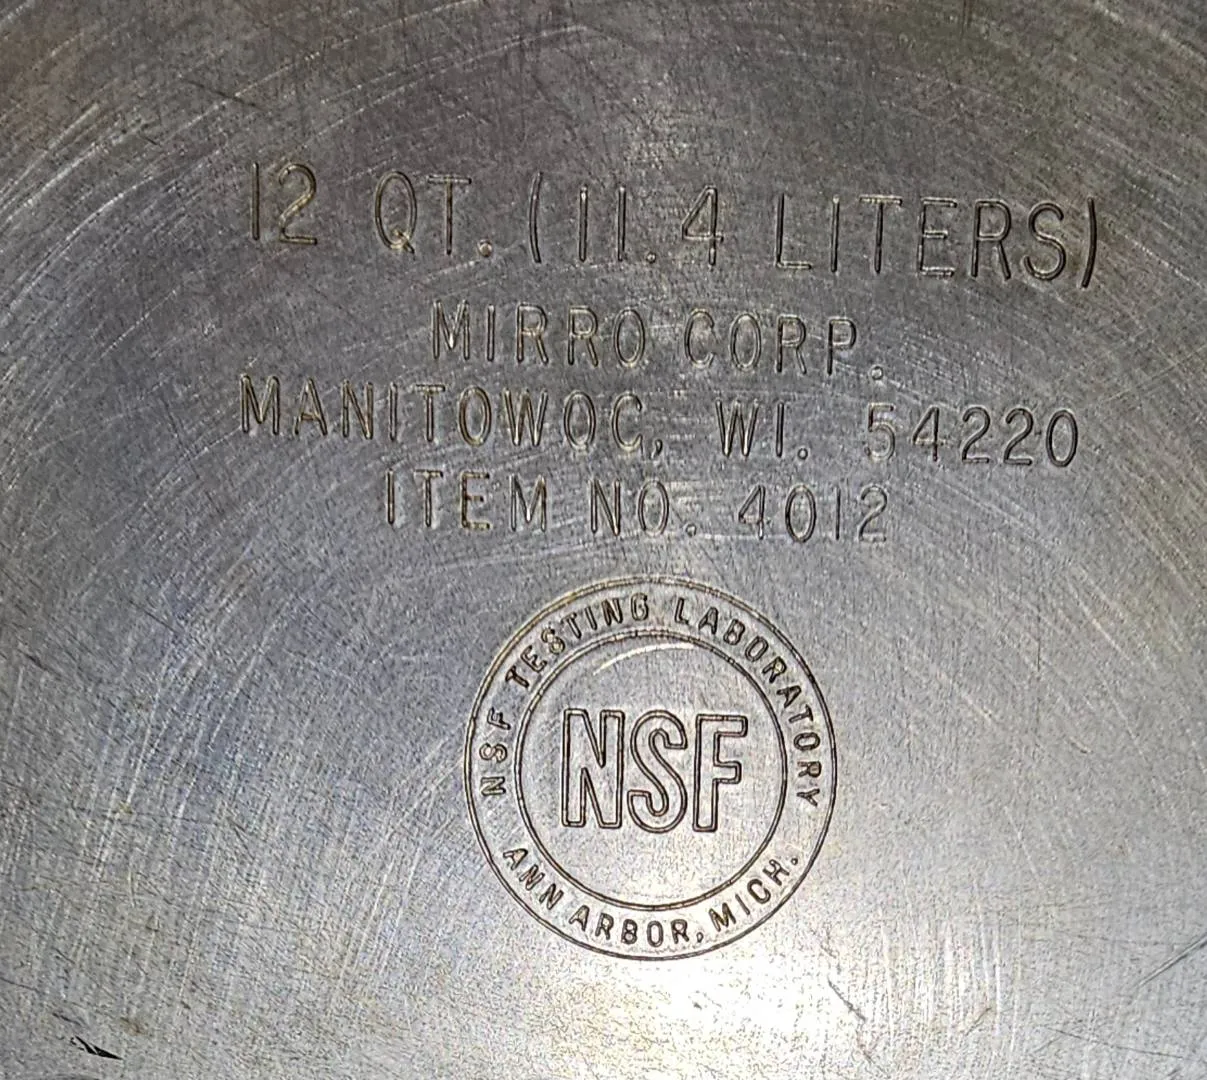 12 QT. (11.4 LITERS)
MIRRO CORP.
MANITOWOC, WI. 54220
ITEM NO. 4012
NSF TESTING LABORATORY
NSF
ANN ARBOR, MICH.